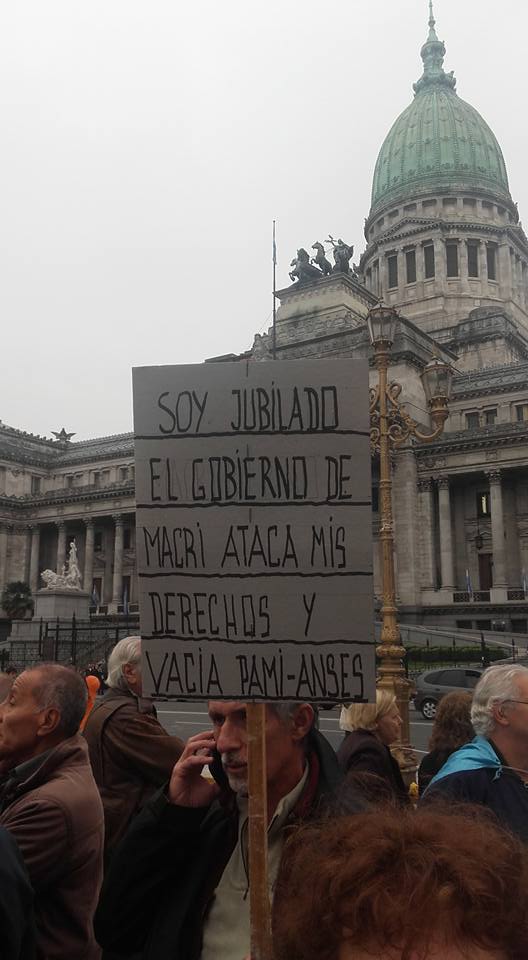 SOY JUBILADO
EL GOBIERNO DE
MACRI ATACA MIS
DERECHOS Y
VACIA PAMI-ANSES